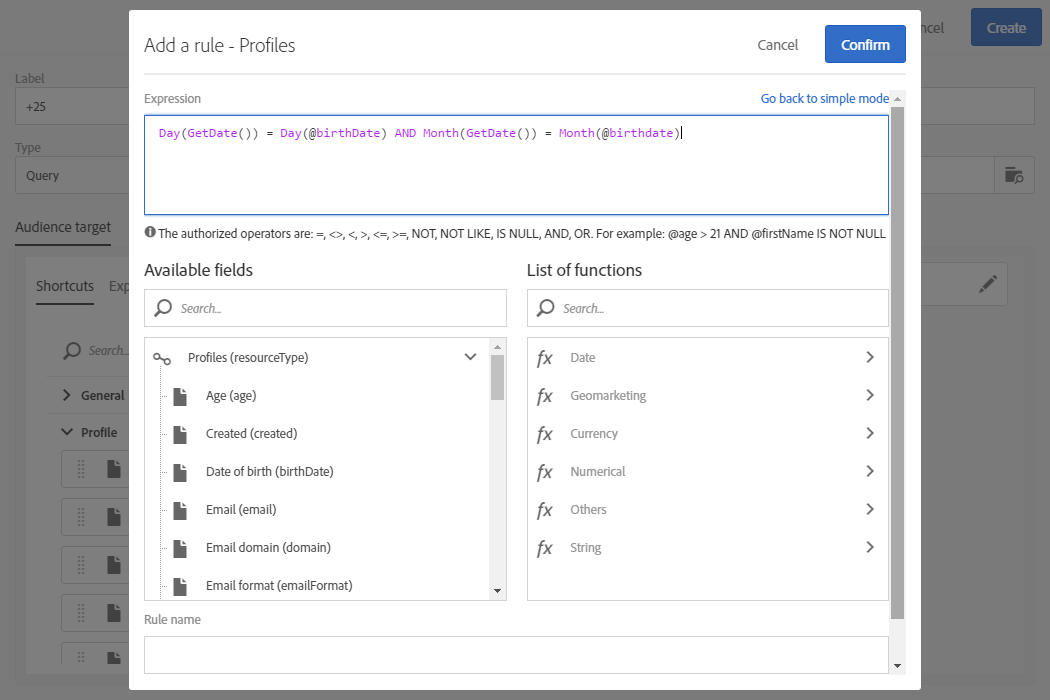 Add a rule - Profiles
Cancel
Confirm
ncel
Create
Label
+25
Type
Query
Audience target
Shortcuts
Exp
Search...
General
Profile
Expression
Go back to simple mode
Day(GetDate()) = Day(@birthDate) AND Month(GetDate()) = Month(@birthdate)
The authorized operators are: =, <>, <, >, <=, >=, NOT, NOT LIKE, IS NULL, AND, OR. For example: @age > 21 AND @firstName IS NOT NULL
Available fields
Search...
Profiles (resourceType)
Age (age)
Created (created)
Date of birth (birthDate)
Email (email)
Email domain (domain)
Email format (emailFormat)
List of functions
Search...
fx Date
fx Geomarketing
fx Currency
fx Numerical
fx Others
fx String
Rule name